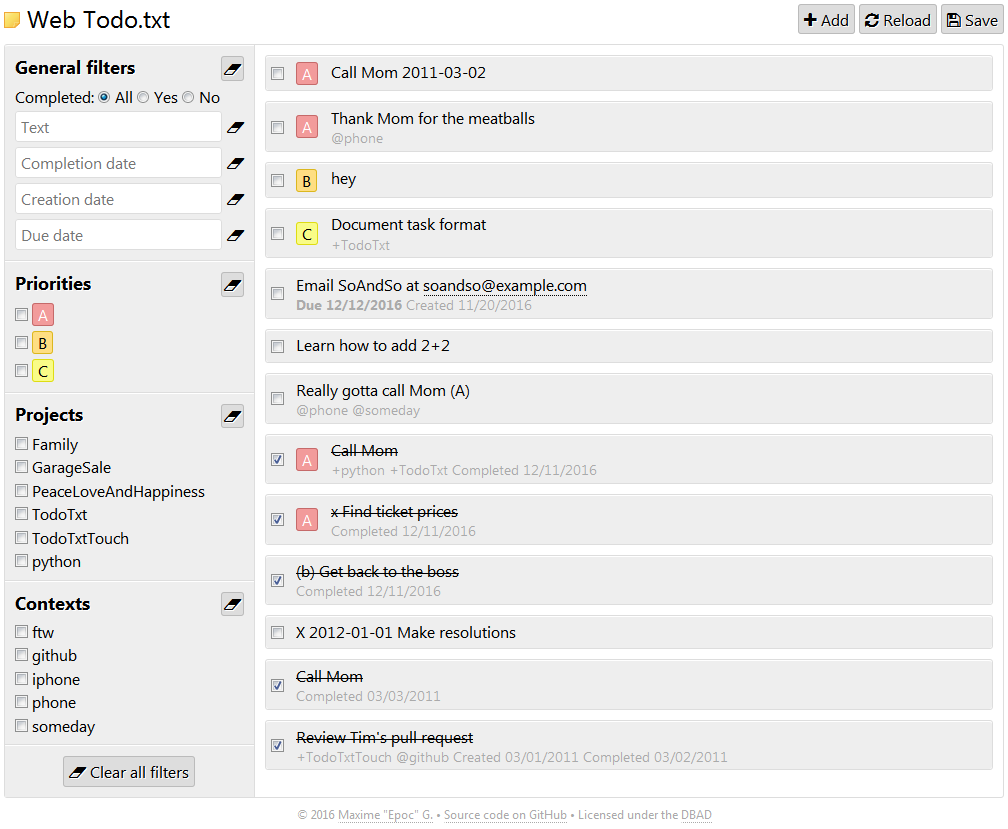 Web Todo.txt
Add
Reload
Save
General filters
Completed: All Yes No
Text
Completion date
Creation date
Due date
Priorities
A
B
C
Projects
Family
GarageSale
PeaceLoveAndHappiness
TodoTxt
TodoTxtTouch
python
Contexts
ftw
github
iphone
phone
someday
Clear all filters
A Call Mom 2011-03-02
A Thank Mom for the meatballs
@phone
B hey
C Document task format
+TodoTxt
Email SoAndSo at soandso@example.com
Due 12/12/2016 Created 11/20/2016
Learn how to add 2+2
Really gotta call Mom (A)
@phone @someday
A Call Mom
+python +TodoTxt Completed 12/11/2016
A x Find ticket prices
Completed 12/11/2016
(b) Get back to the boss
Completed 12/11/2016
X 2012-01-01 Make resolutions
Call Mom
Completed 03/03/2011
Review Tim's pull request
+TodoTxtTouch @github Created 03/01/2011 Completed 03/02/2011
© 2016 Maxime "Epoc" G. • Source code on GitHub • Licensed under the DBAD